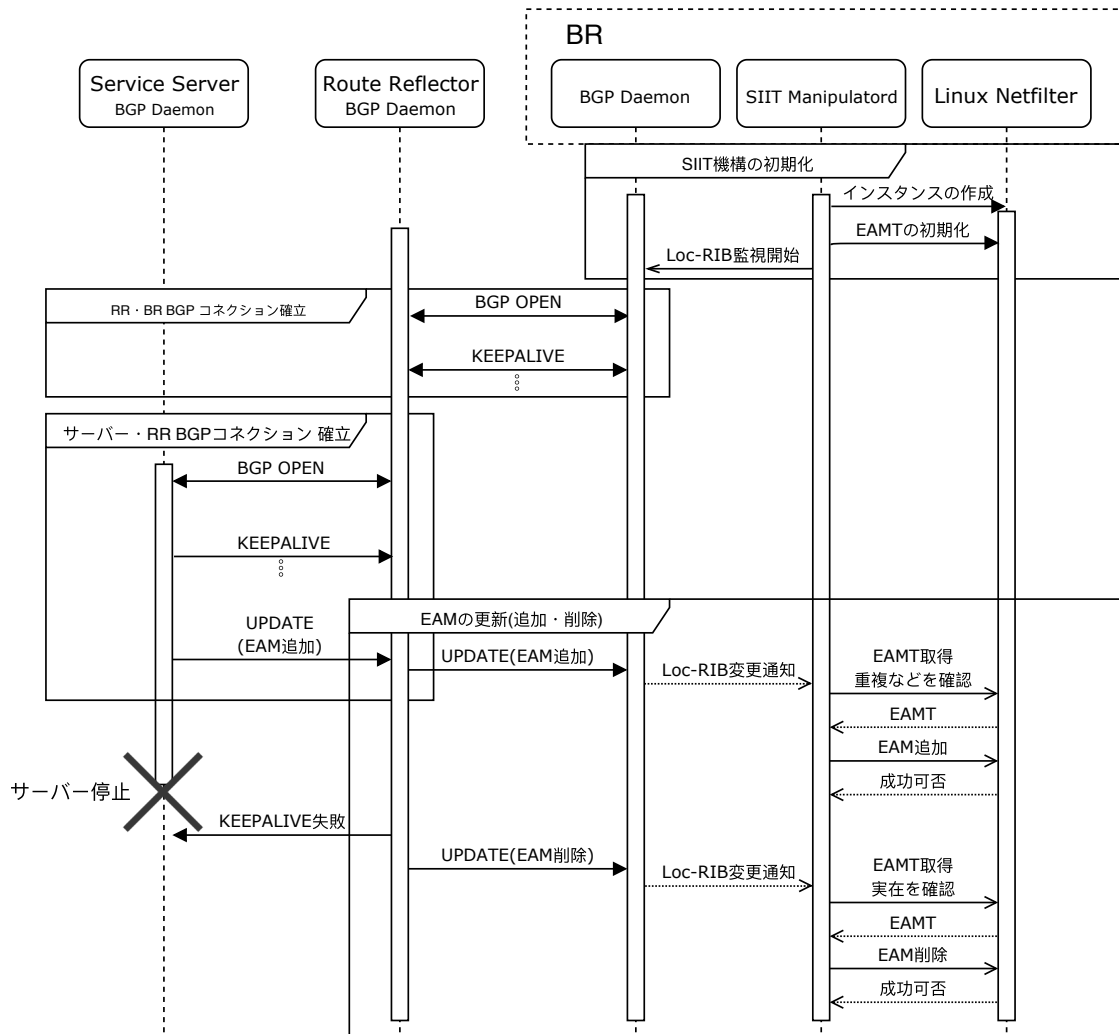 BR
Service Server
BGP Daemon
Route Reflector
BGP Daemon
BGP Daemon
SIIT Manipulatord
Linux Netfilter
SIIT機構の初期化
インスタンスの作成
EAMTの初期化
Loc-RIB監視開始
RR・BR BGP コネクション確立
BGP OPEN
KEEPALIVE
サーバー・RR BGPコネクション 確立
BGP OPEN
KEEPALIVE
EAMの更新(追加・削除)
UPDATE
(EAM追加)
UPDATE(EAM追加)
Loc-RIB変更通知
EAMT取得
重複などを確認
EAMT
EAM追加
成功可否
サーバー停止
KEEPALIVE失敗
UPDATE(EAM削除)
Loc-RIB変更通知
EAMT取得
実在を確認
EAMT
EAM削除
成功可否